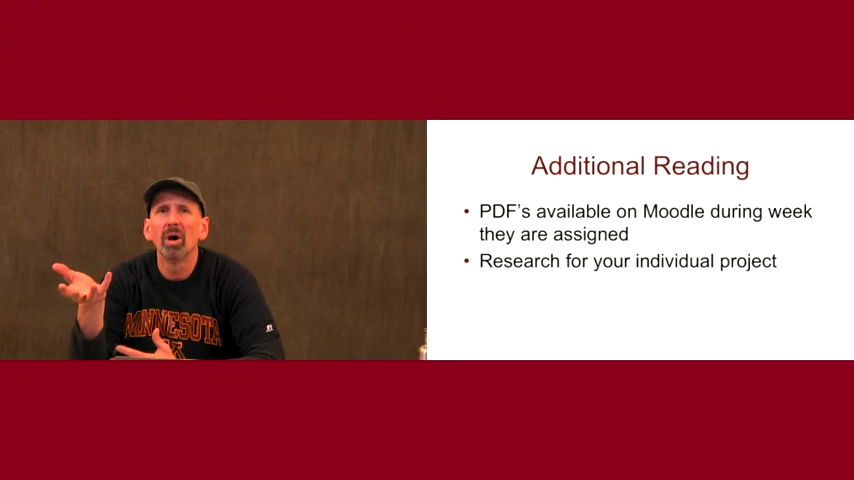 MINNESOTA
Additional Reading
• PDF's available on Moodle during week
they are assigned
• Research for your individual project